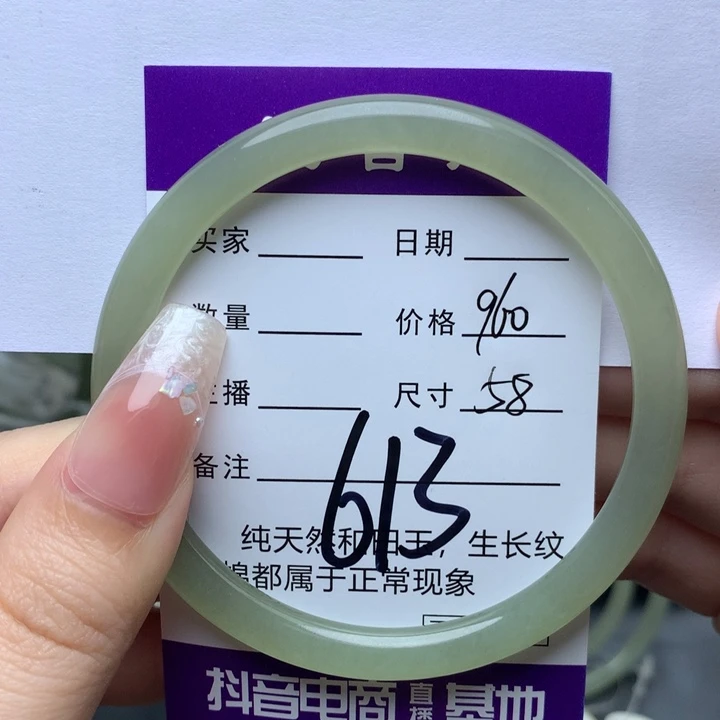 买家 日期
数量 价格 960
主播 尺寸 58
备注
613
纯天然和田玉，生长纹
棉都属于正常现象
抖音电商直播基地